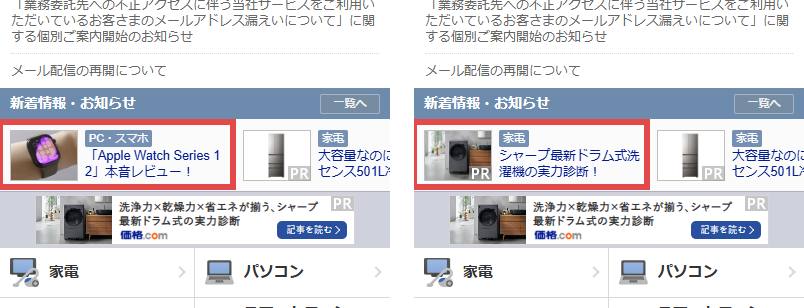 「業務委託先への不正アクセスに伴う当社サービスをご利用い
ただいているお客さまのメールアドレス漏えいについて」に関
する個別ご案内開始のお知らせ
メール配信の再開について
新着情報・お知らせ
一覧へ
PC・スマホ
「Apple Watch Series 1
2」本音レビュー！
PR
家電
大容量なのに
センス501L冷
PR
洗浄力×乾燥力×省エネが揃う、シャープ
最新ドラム式の実力診断
価格.com
記事を読む
家電
パソコン
「業務委託先への不正アクセスに伴う当社サービスをご利用い
ただいているお客さまのメールアドレス漏えいについて」に関
する個別ご案内開始のお知らせ
メール配信の再開について
新着情報・お知らせ
一覧へ
PR
家電
シャープ最新ドラム式洗
濯機の実力診断！
PR
家電
大容量なのに
センス501L冷
PR
洗浄力×乾燥力×省エネが揃う、シャープ
最新ドラム式の実力診断
価格.com
記事を読む
家電
パソコン